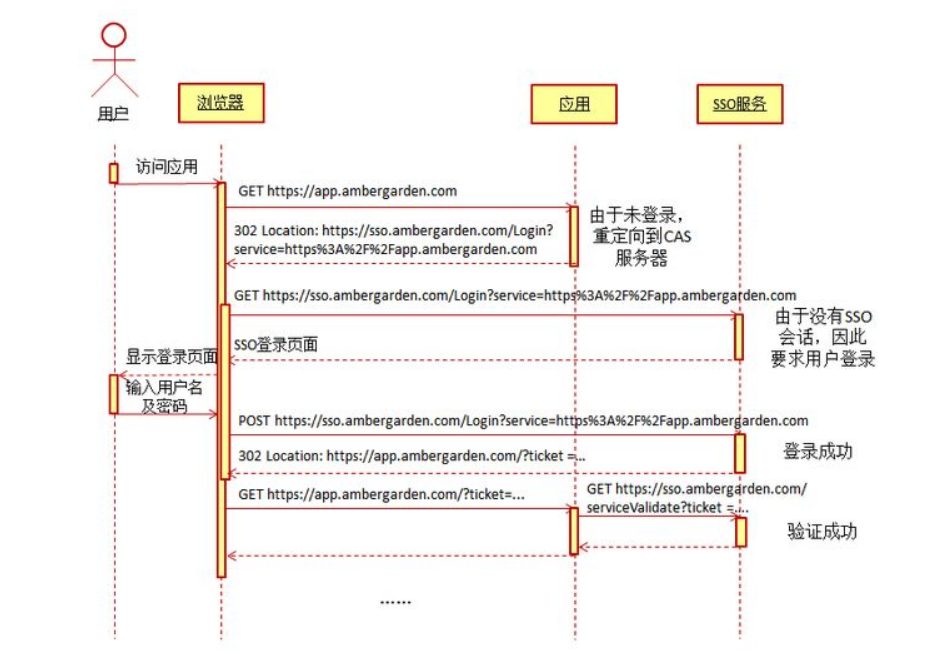 用户
浏览器
应用
SSO服务
访问应用
GET https://app.ambergarden.com
302 Location: https://sso.ambergarden.com/Login?
service=https%3A%2F%2Fapp.ambergarden.com
由于未登录，
重定向到CAS
服务器
GET https://sso.ambergarden.com/Login?service=https%3A%2F%2Fapp.ambergarden.com
由于没有SSO
会话，因此
要求用户登录
SSO登录页面
显示登录页面
输入用户名
及密码
POST https://sso.ambergarden.com/Login?service=https%3A%2F%2Fapp.ambergarden.com
302 Location: https://app.ambergarden.com/?ticket =...
登录成功
GET https://app.ambergarden.com/?ticket=...
GET https://sso.ambergarden.com/
serviceValidate?ticket =....
验证成功
......